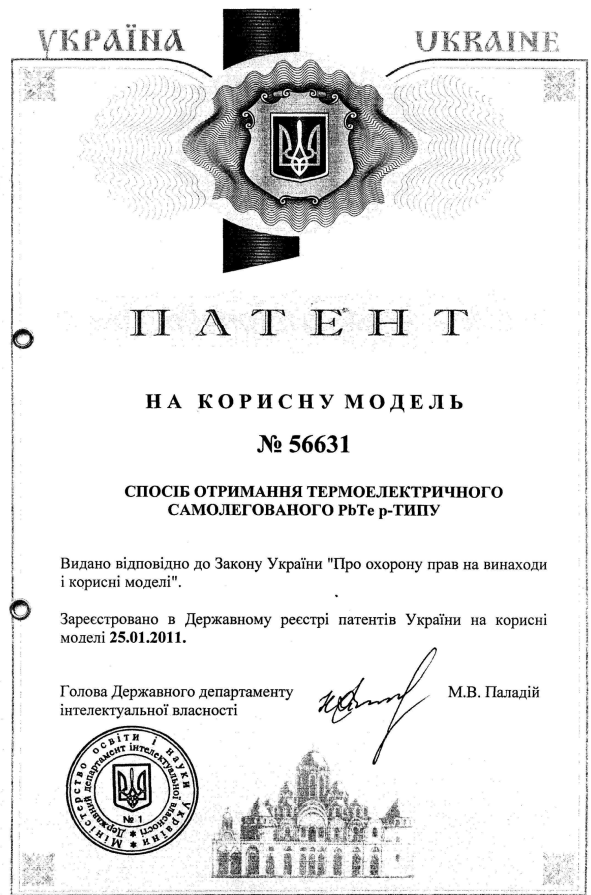 УКРАЇНА
UKRAINE
ПАТЕНТ
НА КОРИСНУ МОДЕЛЬ
№ 56631
СПОСІБ ОТРИМАННЯ ТЕРМОЕЛЕКТРИЧНОГО
САМОЛЕГОВАНОГО PbTe р-ТИПУ
Видано відповідно до Закону України "Про охорону прав на винаходи
і корисні моделі".
Зареєстровано в Державному реєстрі патентів України на корисні
моделі 25.01.2011.
Голова Державного департаменту
інтелектуальної власності
М.В. Паладій
Міністерство освіти і науки України
Державний департамент інтелектуальної власності
№ 1